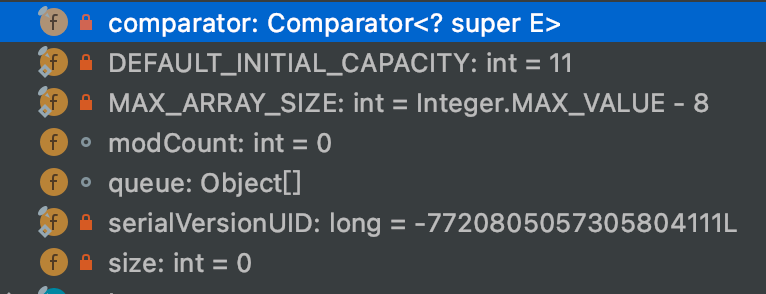 comparator: Comparator<? super E>
DEFAULT_INITIAL_CAPACITY: int = 11
MAX_ARRAY_SIZE: int = Integer.MAX_VALUE - 8
modCount: int = 0
queue: Object[]
serialVersionUID: long = -7720805057305804111L
size: int = 0